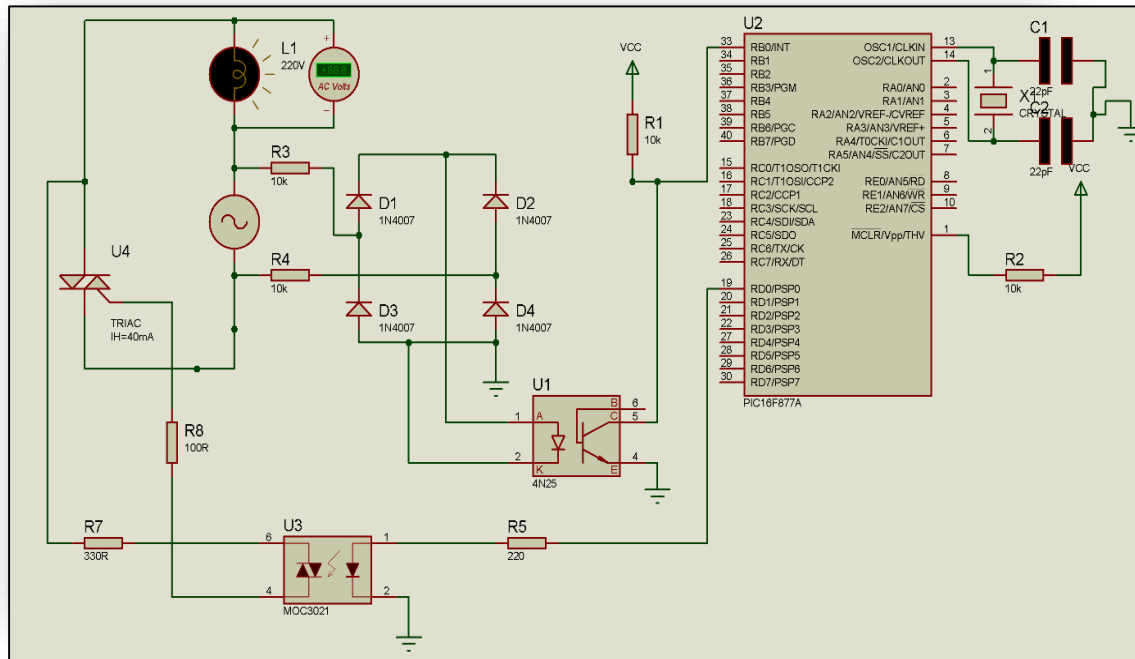 L1
220V
+88.8
AC Volts
R3
10k
R4
10k
U4
TRIAC
IH=40mA
R8
100R
R7
330R
D1
1N4007
D2
1N4007
D3
1N4007
D4
1N4007
U1
1
A
2
K
B
6
C
5
E
4
4N25
U3
6
1
4
2
MOC3021
R5
220
VCC
R1
10k
U2
33
RB0/INT
34
RB1
35
RB2
36
RB3/PGM
37
RB4
38
RB5
39
RB6/PGC
40
RB7/PGD
15
RC0/T1OSO/T1CKI
16
RC1/T1OSI/CCP2
17
RC2/CCP1
18
RC3/SCK/SCL
23
RC4/SDI/SDA
24
RC5/SDO
25
RC6/TX/CK
26
RC7/RX/DT
19
RD0/PSP0
20
RD1/PSP1
21
RD2/PSP2
22
RD3/PSP3
27
RD4/PSP4
28
RD5/PSP5
29
RD6/PSP6
30
RD7/PSP7
OSC1/CLKIN
13
OSC2/CLKOUT
14
RA0/AN0
2
RA1/AN1
3
RA2/AN2/VREF-/CVREF
4
RA3/AN3/VREF+
5
RA4/T0CKI/C1OUT
6
RA5/AN4/SS/C2OUT
7
RE0/AN5/RD
8
RE1/AN6/WR
9
RE2/AN7/CS
10
MCLR/Vpp/THV
1
PIC16F877A
C1
22pF
1
X1
CRYSTAL
2
C2
22pF
VCC
R2
10k